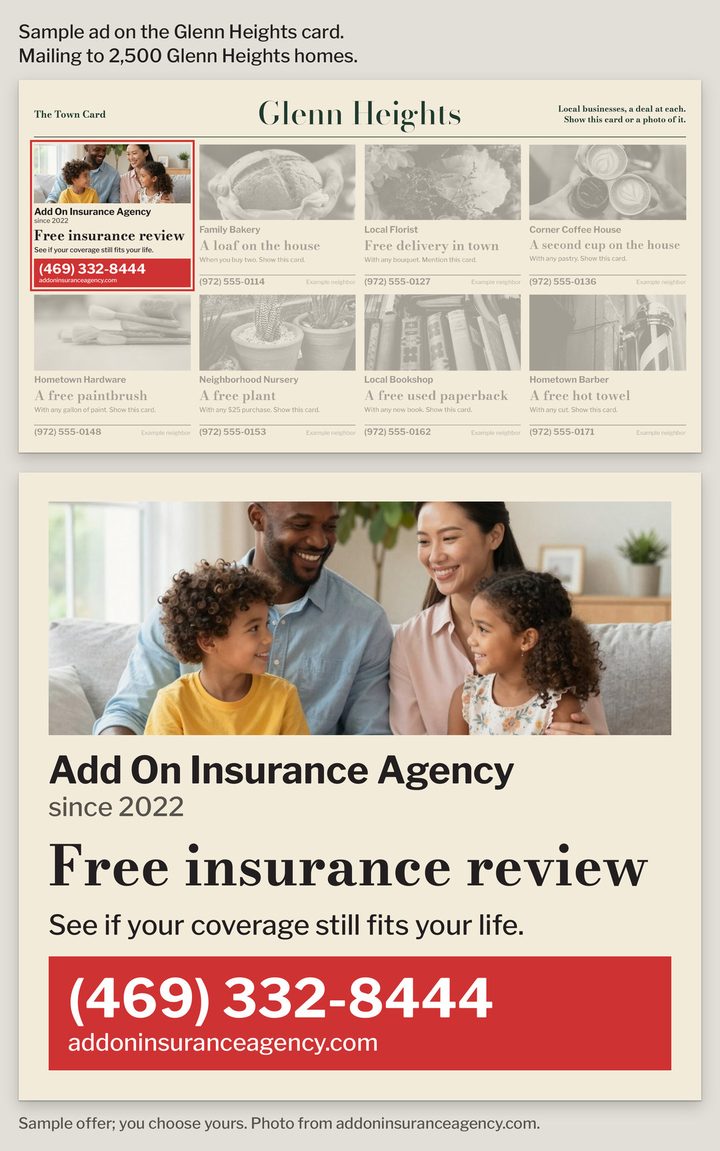 Sample ad on the Glenn Heights card.
Mailing to 2,500 Glenn Heights homes.
The Town Card
Glenn Heights
Local businesses, a deal at each.
Show this card or a photo of it.
Add On Insurance Agency
since 2022
Free insurance review
See if your coverage still fits your life.
(469) 332-8444
addoninsuranceagency.com
Family Bakery
A loaf on the house
When you buy two. Show this card.
(972) 555-0114
Example neighbor
Local Florist
Free delivery in town
With any bouquet. Mention this card.
(972) 555-0127
Example neighbor
Corner Coffee House
A second cup on the house
With any pastry. Show this card.
(972) 555-0136
Example neighbor
Hometown Hardware
A free paintbrush
With any gallon of paint. Show this card.
(972) 555-0148
Example neighbor
Neighborhood Nursery
A free plant
With any $25 purchase. Show this card.
(972) 555-0153
Example neighbor
Local Bookshop
A free used paperback
With any new book. Show this card.
(972) 555-0162
Example neighbor
Hometown Barber
A free hot towel
With any cut. Show this card.
(972) 555-0171
Example neighbor
Add On Insurance Agency
since 2022
Free insurance review
See if your coverage still fits your life.
(469) 332-8444
addoninsuranceagency.com
Sample offer; you choose yours. Photo from addoninsuranceagency.com.